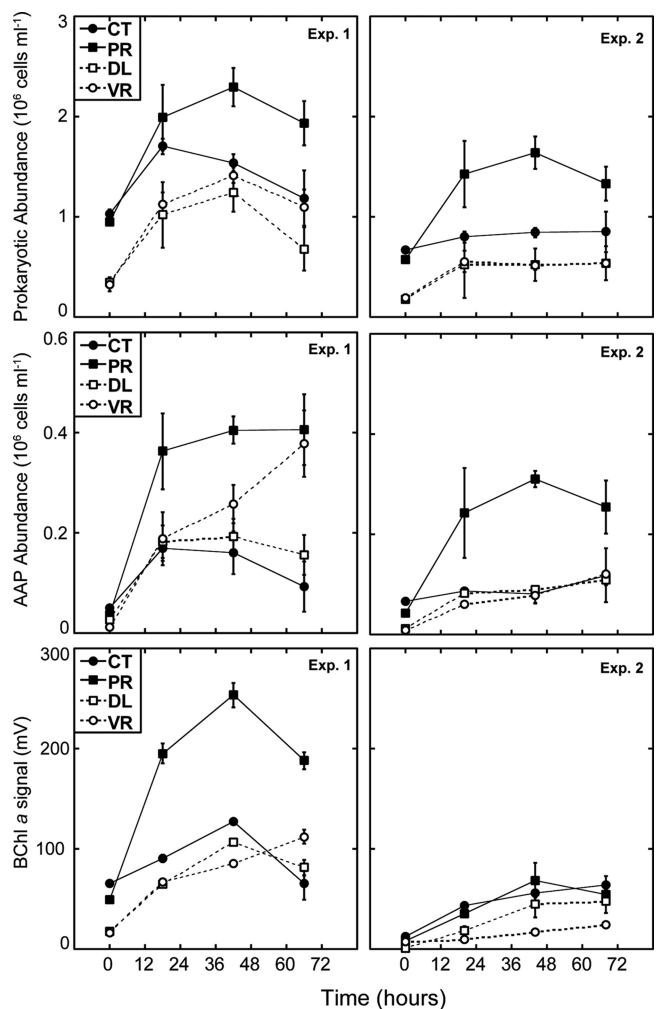 Prokaryotic Abundance (10⁶ cells ml⁻¹)
3
2
1
0
CT
PR
DL
VR
Exp. 1
Exp. 2
AAP Abundance (10⁶ cells ml⁻¹)
0.6
0.4
0.2
0
CT
PR
DL
VR
Exp. 1
Exp. 2
BChl a signal (mV)
300
200
100
0
CT
PR
DL
VR
Exp. 1
Exp. 2
0 12 24 36 48 60 72
0 12 24 36 48 60 72
Time (hours)